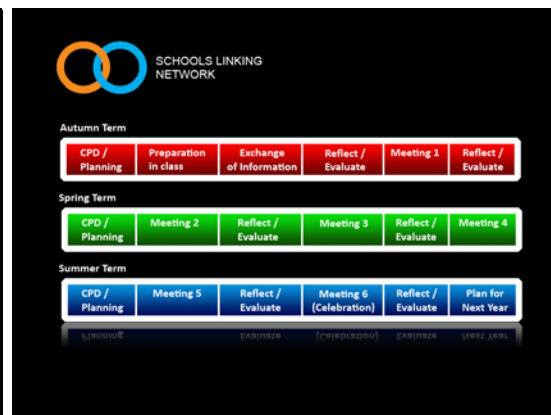 SCHOOLS LINKING
NETWORK
Autumn Term
CPD / Planning
Preparation in class
Exchange of Information
Reflect / Evaluate
Meeting 1
Reflect / Evaluate
Spring Term
CPD / Planning
Meeting 2
Reflect / Evaluate
Meeting 3
Reflect / Evaluate
Meeting 4
Summer Term
CPD / Planning
Meeting 5
Reflect / Evaluate
Meeting 6 (Celebration)
Reflect / Evaluate
Plan for Next Year